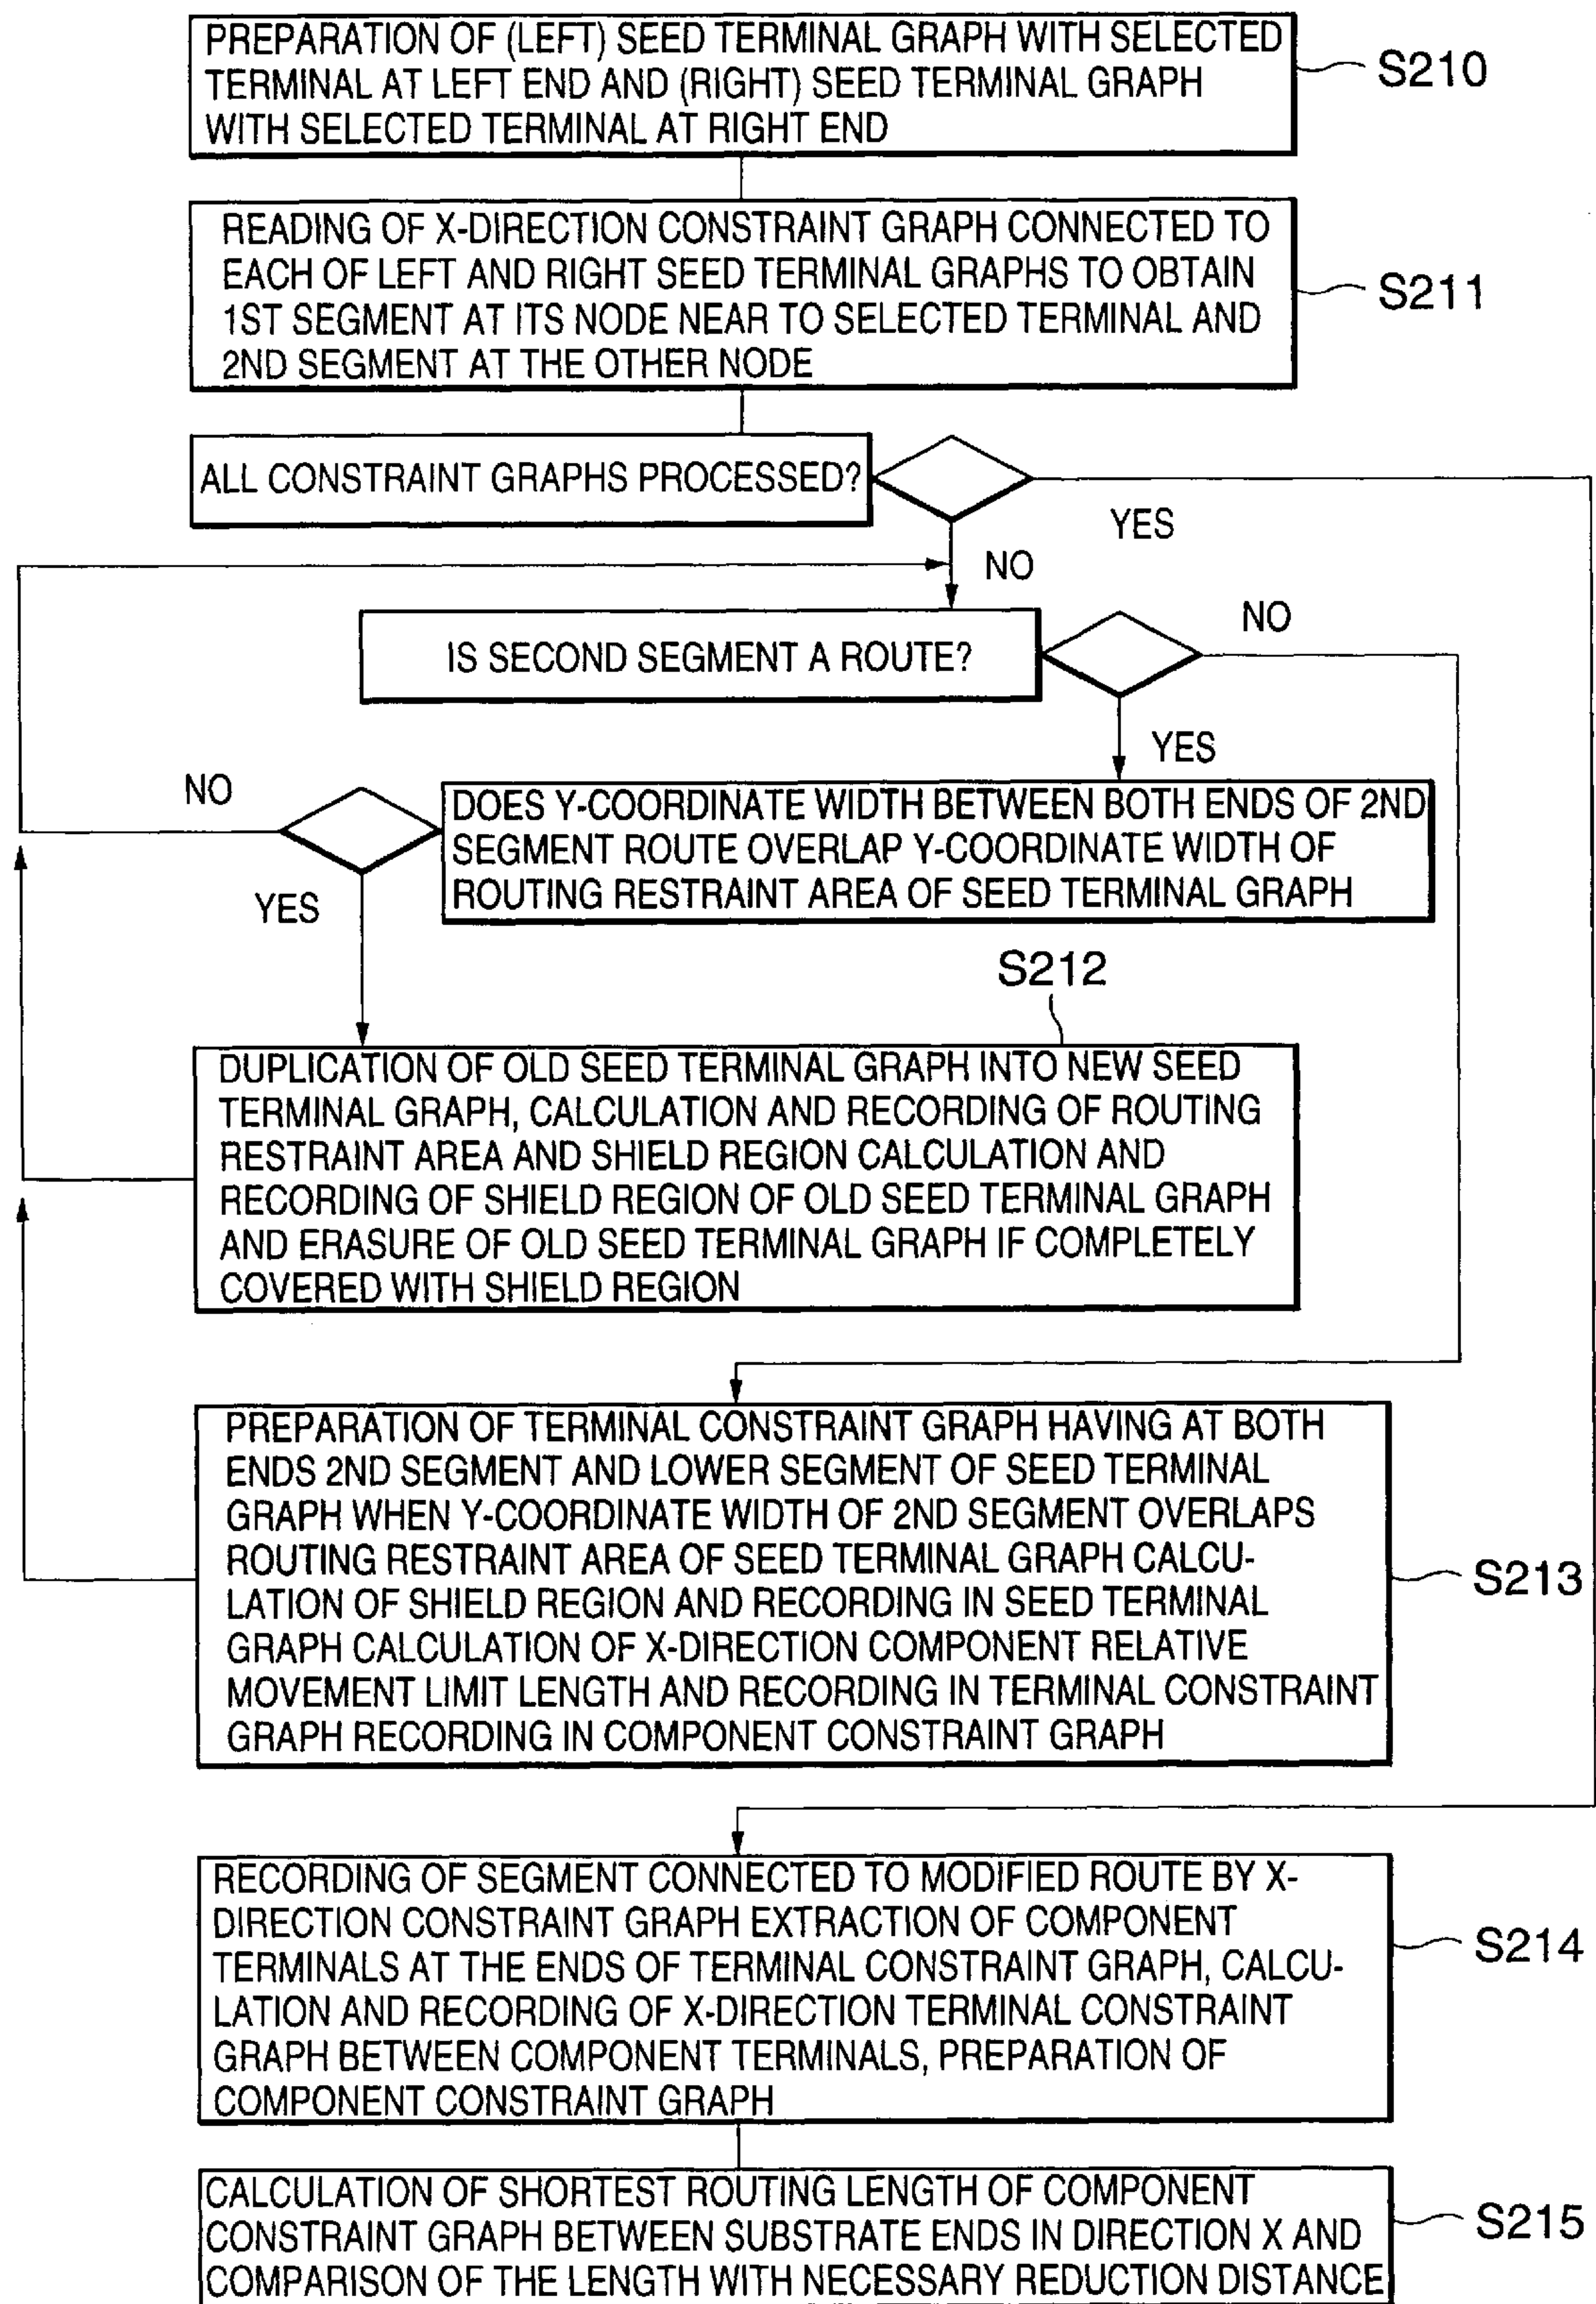 PREPARATION OF (LEFT) SEED TERMINAL GRAPH WITH SELECTED
TERMINAL AT LEFT END AND (RIGHT) SEED TERMINAL GRAPH
WITH SELECTED TERMINAL AT RIGHT END
S210
READING OF X-DIRECTION CONSTRAINT GRAPH CONNECTED TO
EACH OF LEFT AND RIGHT SEED TERMINAL GRAPHS TO OBTAIN
1ST SEGMENT AT ITS NODE NEAR TO SELECTED TERMINAL AND
2ND SEGMENT AT THE OTHER NODE
S211
ALL CONSTRAINT GRAPHS PROCESSED?
YES
NO
IS SECOND SEGMENT A ROUTE?
NO
YES
NO
DOES Y-COORDINATE WIDTH BETWEEN BOTH ENDS OF 2ND
SEGMENT ROUTE OVERLAP Y-COORDINATE WIDTH OF
ROUTING RESTRAINT AREA OF SEED TERMINAL GRAPH
YES
S212
DUPLICATION OF OLD SEED TERMINAL GRAPH INTO NEW SEED
TERMINAL GRAPH, CALCULATION AND RECORDING OF ROUTING
RESTRAINT AREA AND SHIELD REGION CALCULATION AND
RECORDING OF SHIELD REGION OF OLD SEED TERMINAL GRAPH
AND ERASURE OF OLD SEED TERMINAL GRAPH IF COMPLETELY
COVERED WITH SHIELD REGION
PREPARATION OF TERMINAL CONSTRAINT GRAPH HAVING AT BOTH
ENDS 2ND SEGMENT AND LOWER SEGMENT OF SEED TERMINAL
GRAPH WHEN Y-COORDINATE WIDTH OF 2ND SEGMENT OVERLAPS
ROUTING RESTRAINT AREA OF SEED TERMINAL GRAPH CALCU-
LATION OF SHIELD REGION AND RECORDING IN SEED TERMINAL
GRAPH CALCULATION OF X-DIRECTION COMPONENT RELATIVE
MOVEMENT LIMIT LENGTH AND RECORDING IN TERMINAL CONSTRAINT
GRAPH RECORDING IN COMPONENT CONSTRAINT GRAPH
S213
RECORDING OF SEGMENT CONNECTED TO MODIFIED ROUTE BY X-
DIRECTION CONSTRAINT GRAPH EXTRACTION OF COMPONENT
TERMINALS AT THE ENDS OF TERMINAL CONSTRAINT GRAPH, CALCU-
LATION AND RECORDING OF X-DIRECTION TERMINAL CONSTRAINT
GRAPH BETWEEN COMPONENT TERMINALS, PREPARATION OF
COMPONENT CONSTRAINT GRAPH
S214
CALCULATION OF SHORTEST ROUTING LENGTH OF COMPONENT
CONSTRAINT GRAPH BETWEEN SUBSTRATE ENDS IN DIRECTION X AND
COMPARISON OF THE LENGTH WITH NECESSARY REDUCTION DISTANCE
S215